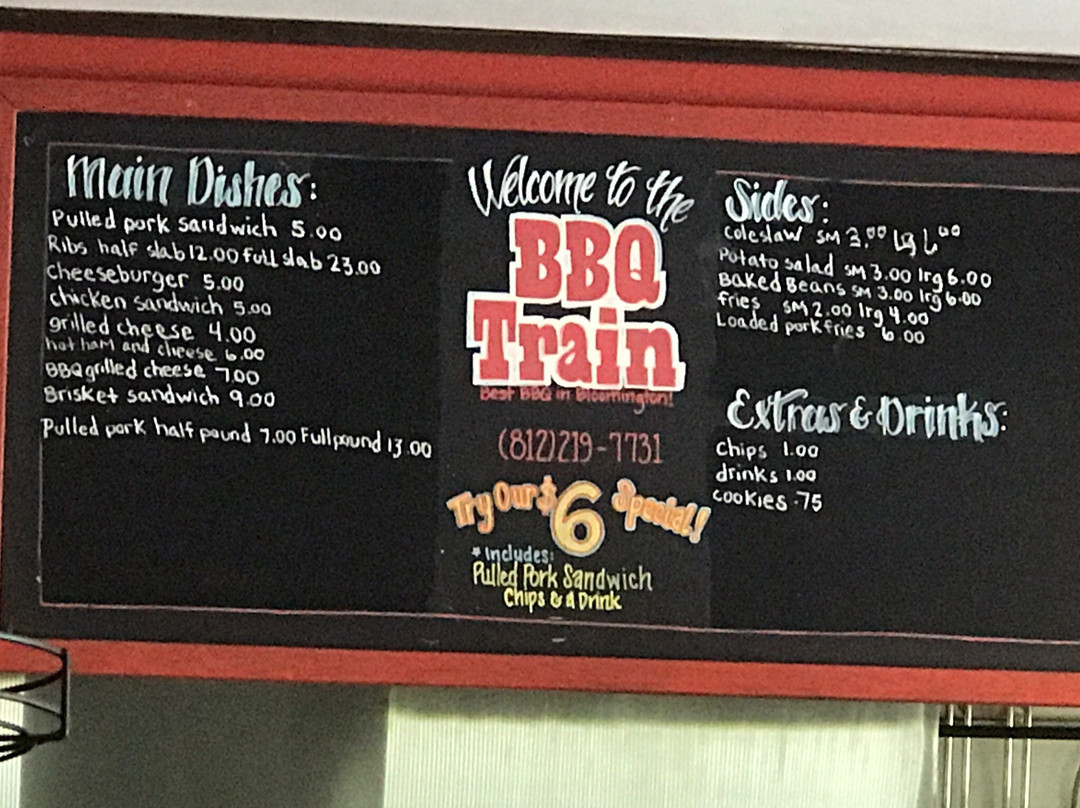 Main Dishes:
Pulled pork sandwich 5.00
Ribs half slab 12.00 Full slab 23.00
cheeseburger 5.00
chicken sandwich 5.00
grilled cheese 4.00
hot ham and cheese 6.00
BBQ grilled cheese 7.00
Brisket sandwich 9.00
Pulled pork half pound 7.00 Full pound 13.00
Welcome to the
BBQ
Train
Best BBQ in Bloomington!
(812)219-7731
Try Our $6 Special!
*Includes:
Pulled Pork Sandwich
Chips & a Drink
Sides:
coleslaw SM 3.00 Lg 6.00
Potato salad SM 3.00 lrg 6.00
Baked Beans SM 3.00 lrg 6.00
fries SM 2.00 lrg 4.00
Loaded pork fries 6.00
Extras & Drinks:
chips 1.00
drinks 1.00
cookies .75